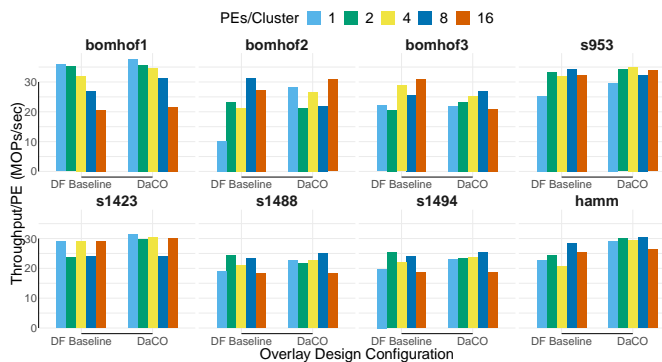 PEs/Cluster 1 2 4 8 16
bomhof1 bomhof2 bomhof3 s953
Throughput/PE (MOPs/sec)
30
20
10
0
DF Baseline DaCO DF Baseline DaCO DF Baseline DaCO DF Baseline DaCO
s1423 s1488 s1494 hamm
30
20
10
0
DF Baseline DaCO DF Baseline DaCO DF Baseline DaCO DF Baseline DaCO
Overlay Design Configuration